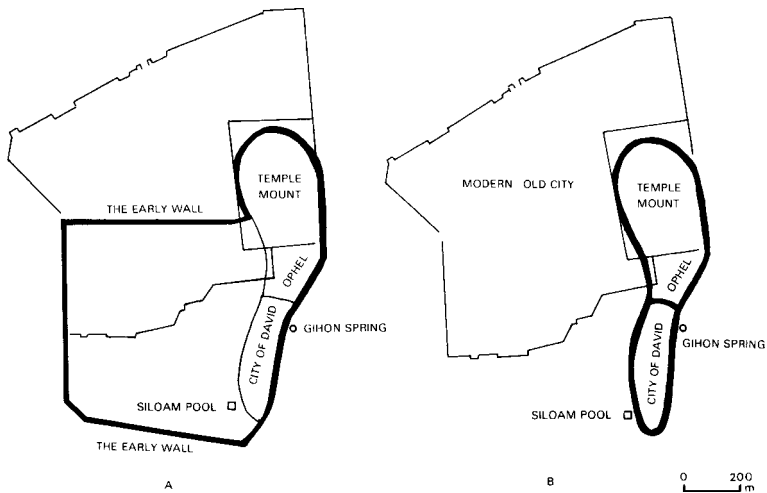 THE EARLY WALL
TEMPLE
MOUNT
OPHEL
CITY OF DAVID
GIHON SPRING
SILOAM POOL
THE EARLY WALL
A
MODERN OLD CITY
TEMPLE
MOUNT
OPHEL
CITY OF DAVID
GIHON SPRING
SILOAM POOL
B
0 200
m